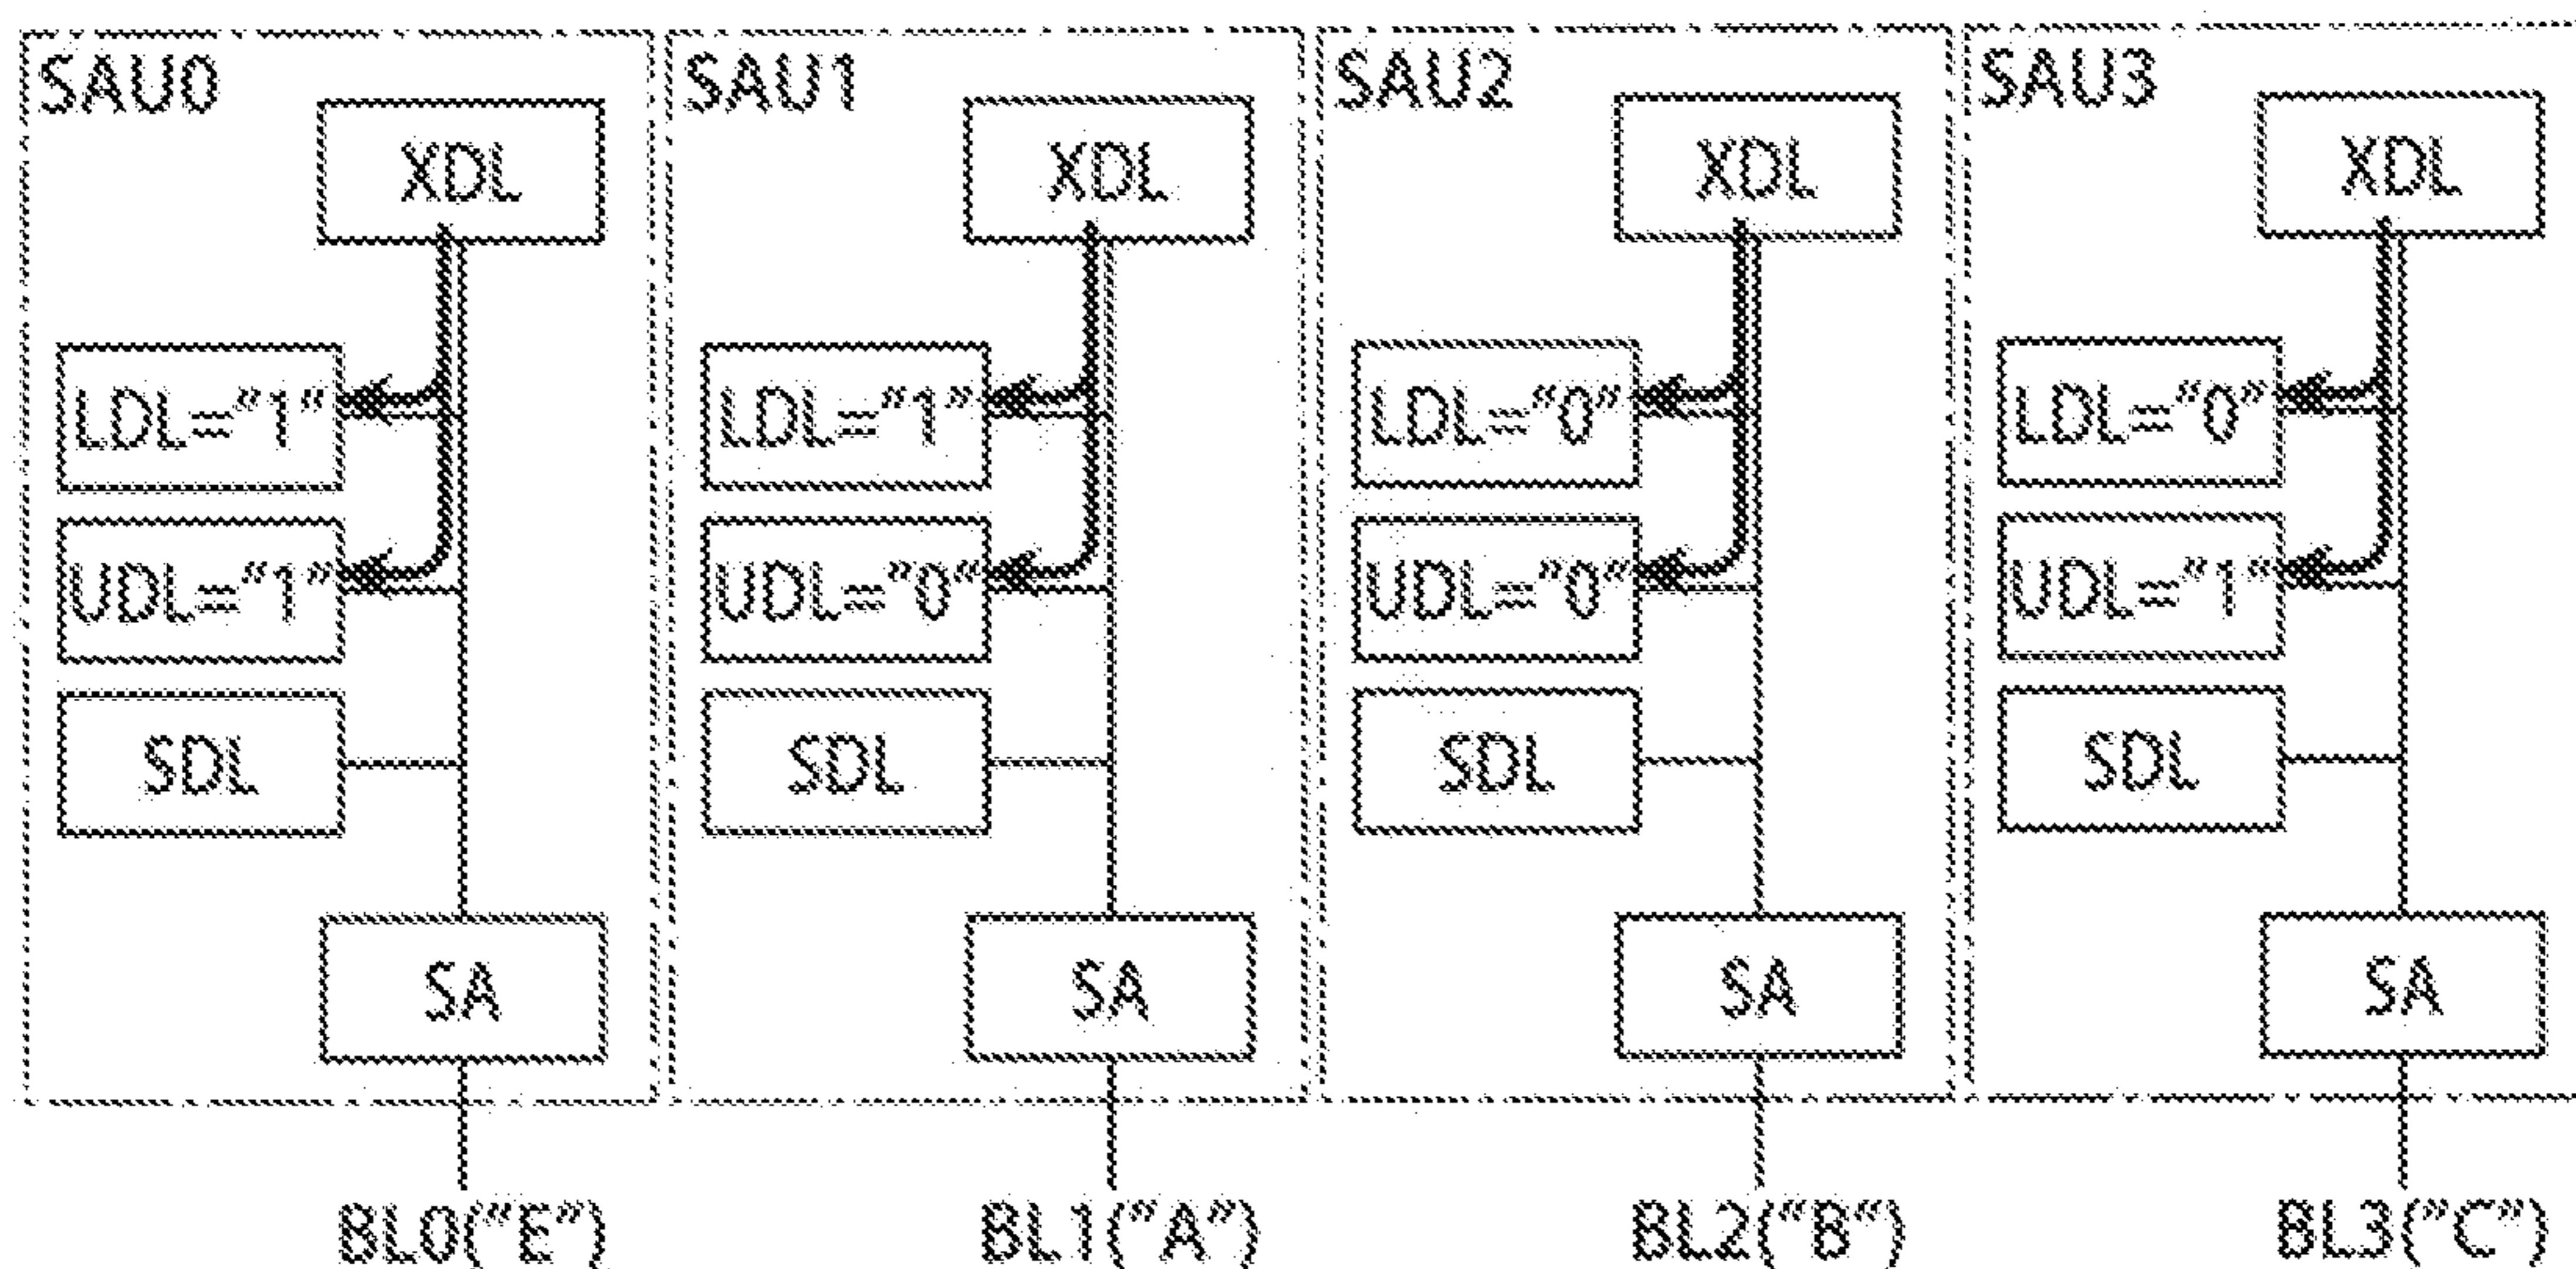 SAU0 SAU1 SAU2 SAU3
XDL XDL XDL XDL
LDL="1" LDL="1" LDL="0" LDL="0"
UDL="1" UDL="0" UDL="0" UDL="1"
SDL SDL SDL SDL
SA SA SA SA
BL0("E") BL1("A") BL2("B") BL3("C")